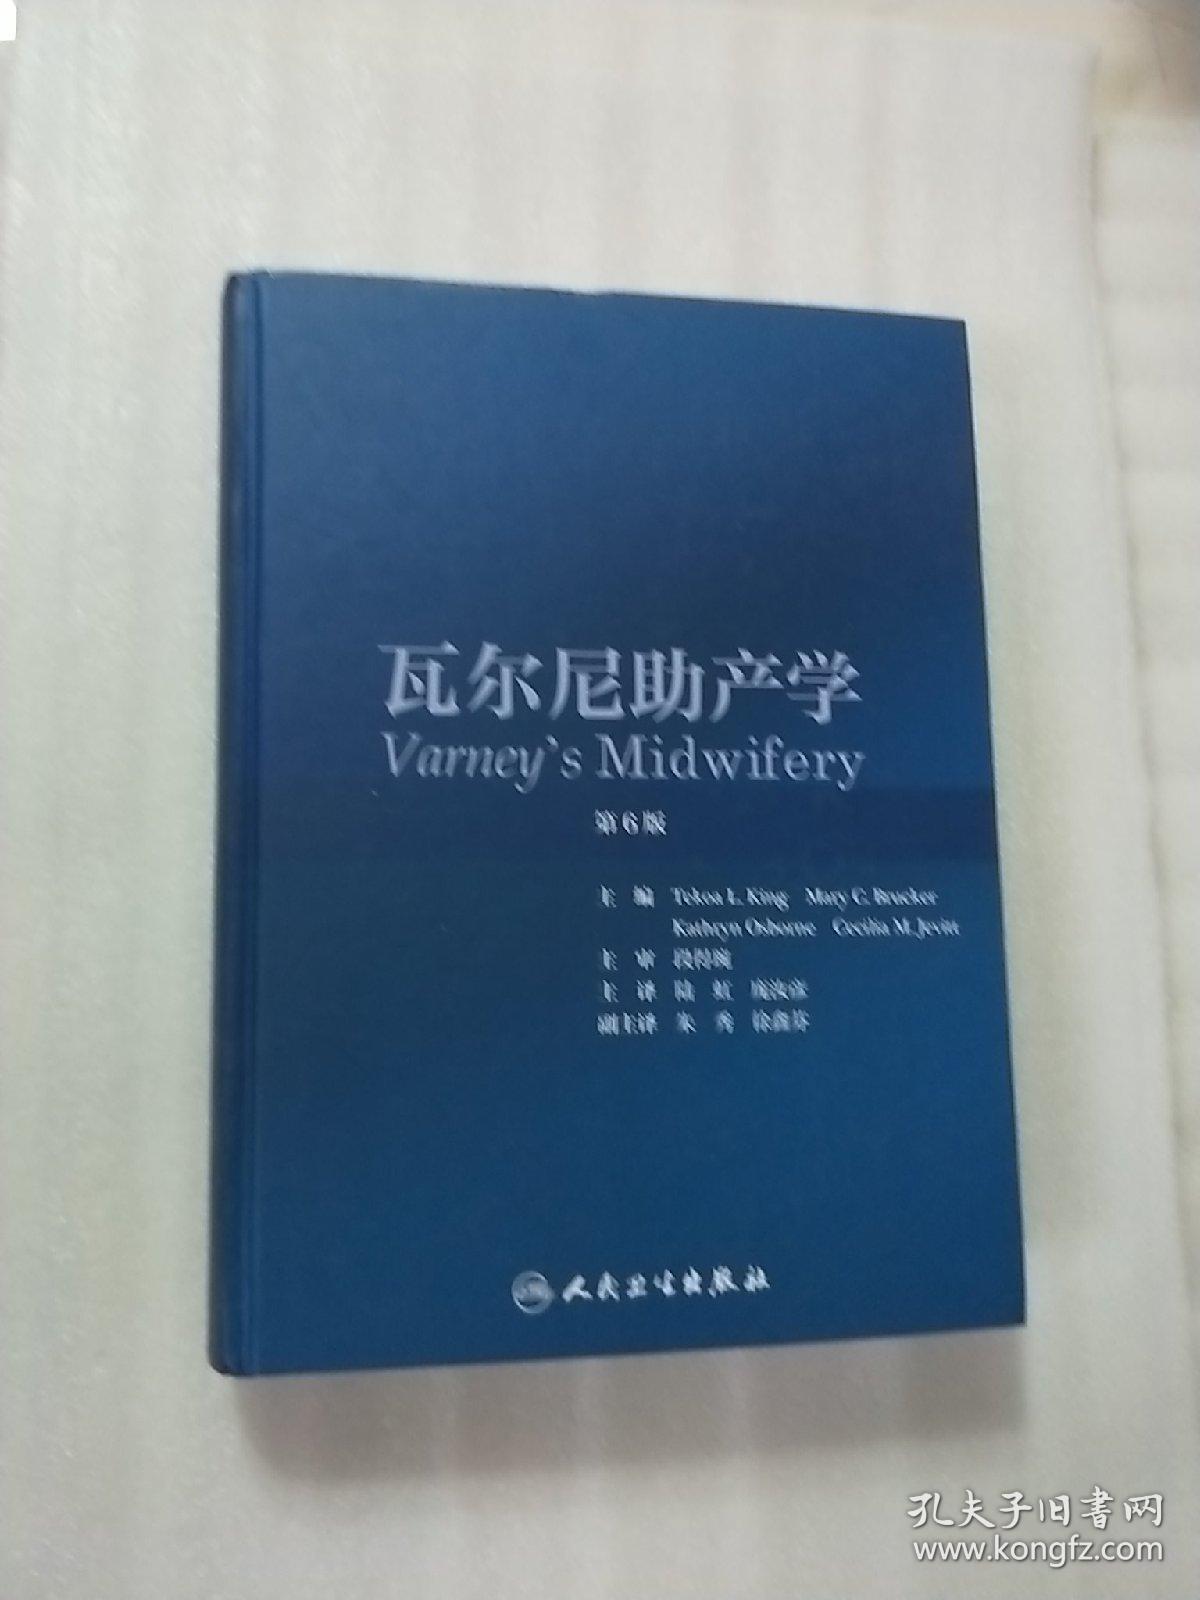 瓦尔尼助产学
Varney's Midwifery
第6版
主 编 Tekoa L. King Mary C. Brucker
Kathryn Osborne Cecilia M. Jevitt
主 审 段得琬
主 译 陆 虹 庞汝彦
副主译 朱 秀 徐鑫芬
人民卫生出版社
孔夫子旧书网
www.kongfz.com